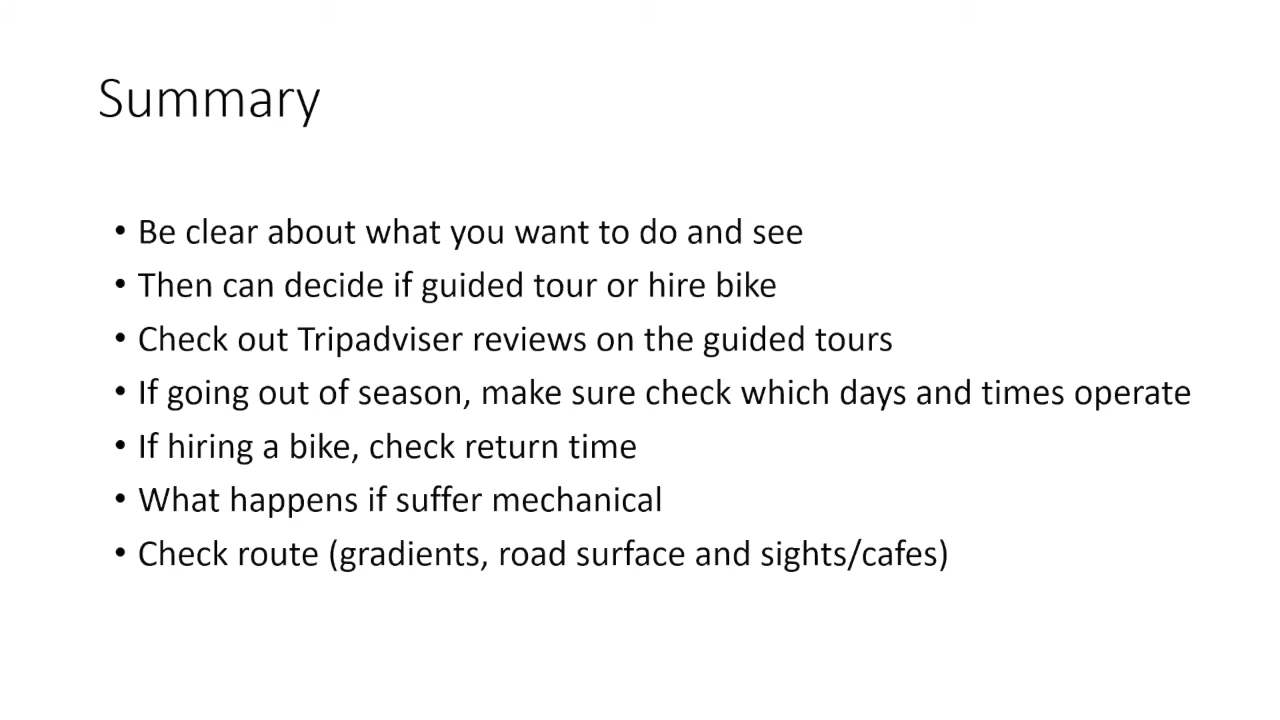 Summary
• Be clear about what you want to do and see
• Then can decide if guided tour or hire bike
• Check out Tripadviser reviews on the guided tours
• If going out of season, make sure check which days and times operate
• If hiring a bike, check return time
• What happens if suffer mechanical
• Check route (gradients, road surface and sights/cafes)